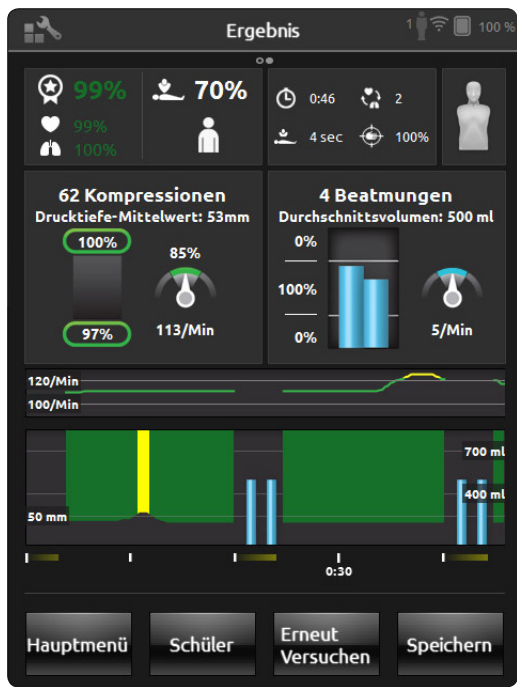 Ergebnis
1
100 %
99%
99%
100%
70%
0:46
2
4 sec
100%
62 Kompressionen
Drucktiefe-Mittelwert: 53mm
100%
85%
97%
113/Min
4 Beatmungen
Durchschnittsvolumen: 500 ml
0%
100%
0%
5/Min
120/Min
100/Min
700 ml
400 ml
50 mm
0:30
Hauptmenü
Schüler
Erneut
Versuchen
Speichern